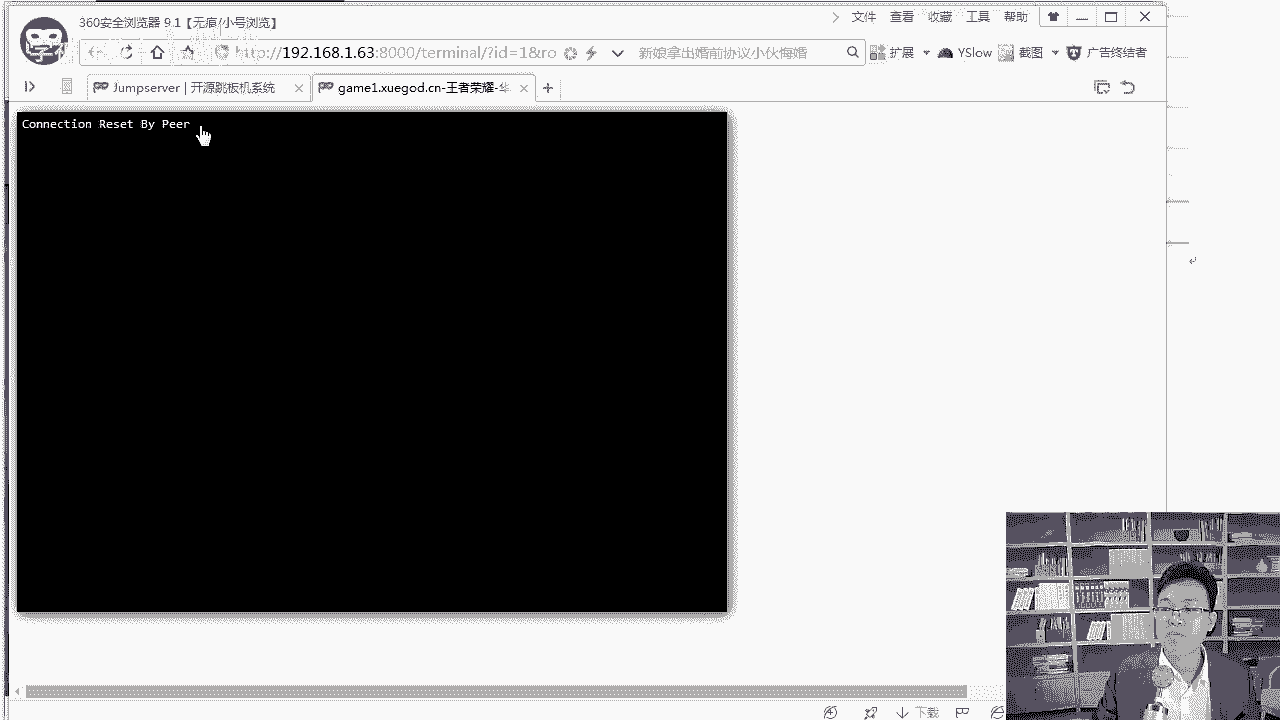 360安全浏览器 9.1【无痕/小号浏览】
文件 查看 收藏 工具 帮助
http://192.168.1.63:8000/terminal/?id=1&ro
新娘拿出婚前协议小伙悔婚
扩展 YSlow 截图 广告终结者
Jumpserver | 开源跳板机系统
game1.xuegod.cn-王者荣耀-华
Connection Reset By Peer
下载